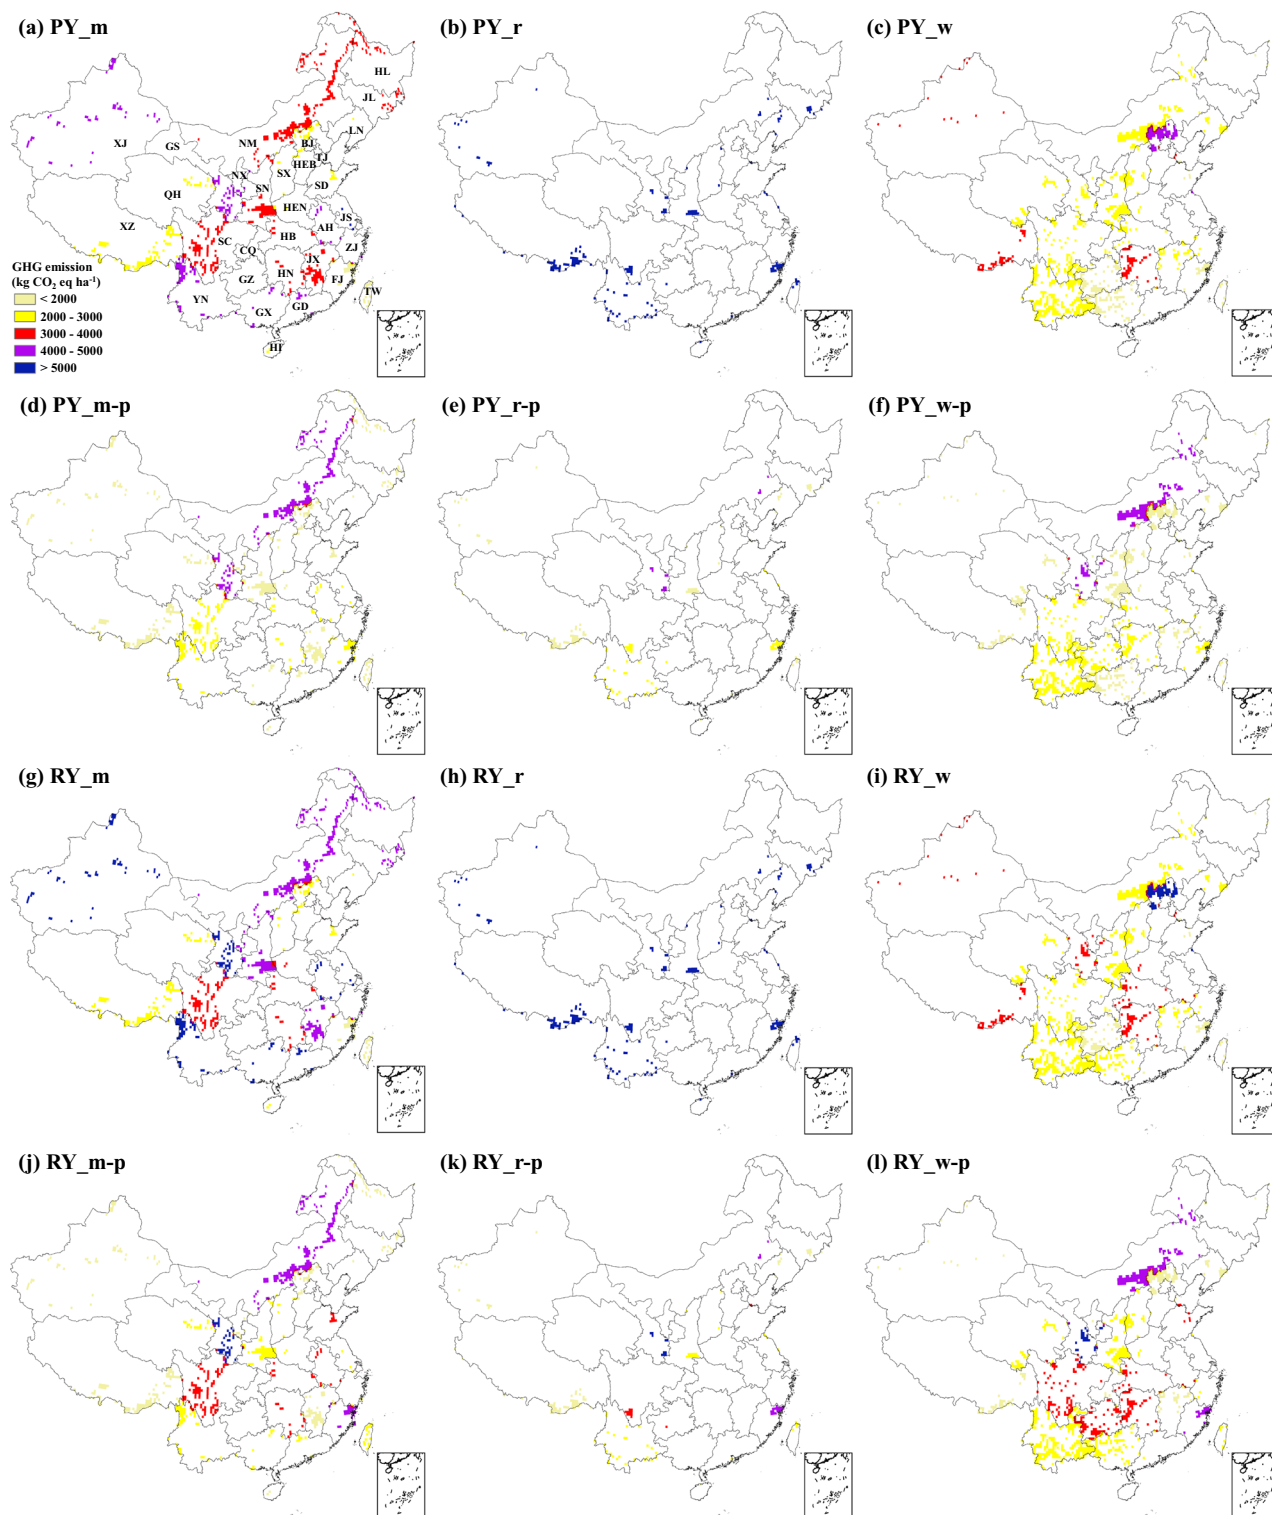 (a) PY_m
(b) PY_r
(c) PY_w
HL
JL
LN
XJ
GS
NM
BJ
TJ
HEB
SX
NX
SN
SD
QH
HEN
JS
AH
XZ
SC
HB
ZJ
CQ
JX
HN
GZ
FJ
TW
YN
GD
GX
HI
GHG emission
(kg CO₂ eq ha⁻¹)
< 2000
2000 - 3000
3000 - 4000
4000 - 5000
> 5000
(d) PY_m-p
(e) PY_r-p
(f) PY_w-p
(g) RY_m
(h) RY_r
(i) RY_w
(j) RY_m-p
(k) RY_r-p
(l) RY_w-p